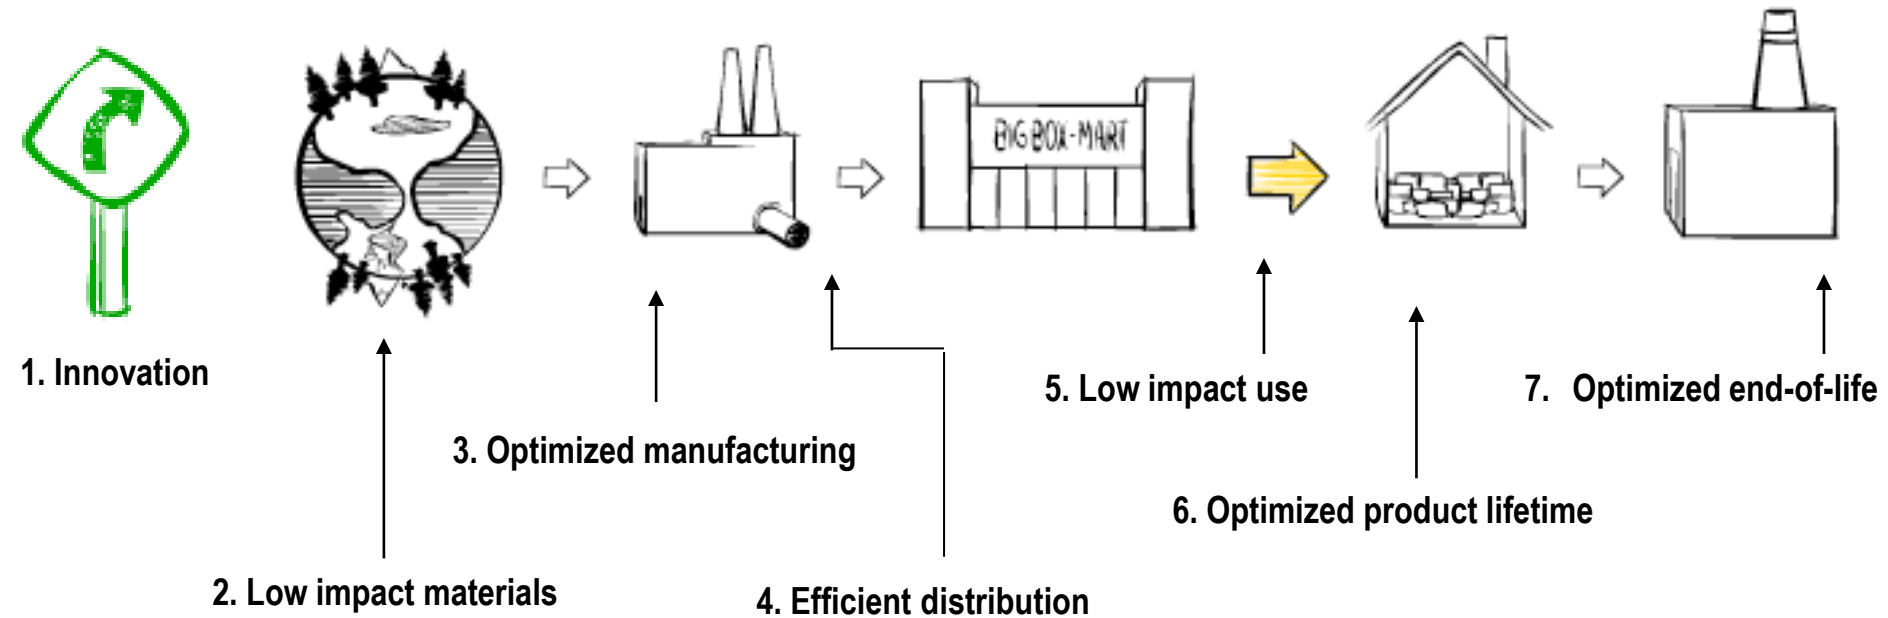 BIG BOX-MART
1. Innovation
5. Low impact use
7. Optimized end-of-life
3. Optimized manufacturing
6. Optimized product lifetime
2. Low impact materials
4. Efficient distribution